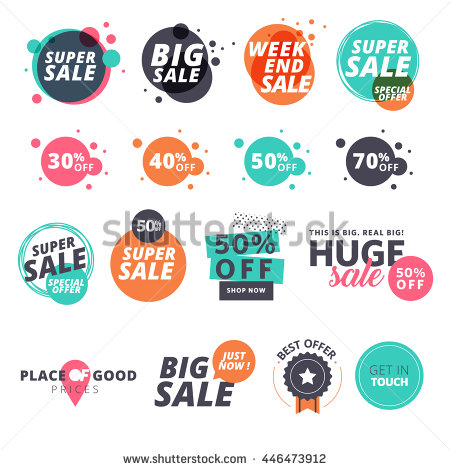 SUPER
SALE
BIG
SALE
WEEK
END
SALE
SUPER
SALE
SPECIAL
OFFER
30% OFF
40% OFF
50% OFF
70% OFF
SUPER
SALE
SPECIAL
OFFER
50%
SUPER
SALE
50%
OFF
SHOP NOW
THIS IS BIG. REAL BIG!
HUGE
sale
50%
OFF
shutterstock
PLACE OF GOOD
PRICES
BIG
SALE
JUST
NOW!
BEST OFFER
GET IN
TOUCH
www.shutterstock.com · 446473912